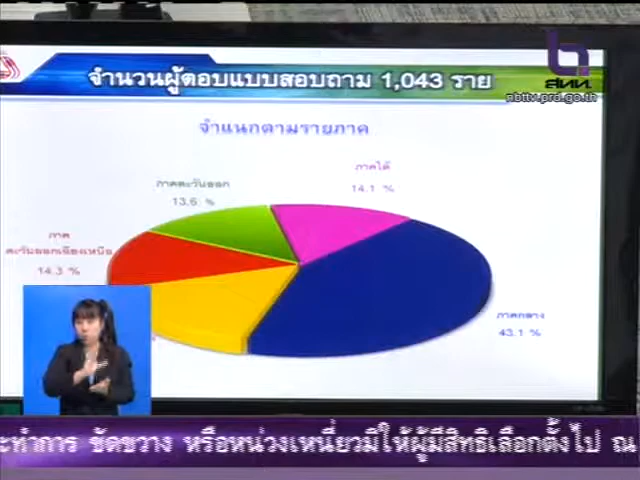 จำนวนผู้ตอบแบบสอบถาม 1,043 ราย
สทท.
nbttv.prd.go.th
จำแนกตามรายภาค
ภาคใต้
14.1 %
ภาคตะวันออก
13.6 %
ภาค
ตะวันออกเฉียงเหนือ
14.3 %
ภาคกลาง
43.1 %
ะทำการ ขัดขวาง หรือหน่วงเหนี่ยวมิให้ผู้มีสิทธิเลือกตั้งไป ณ